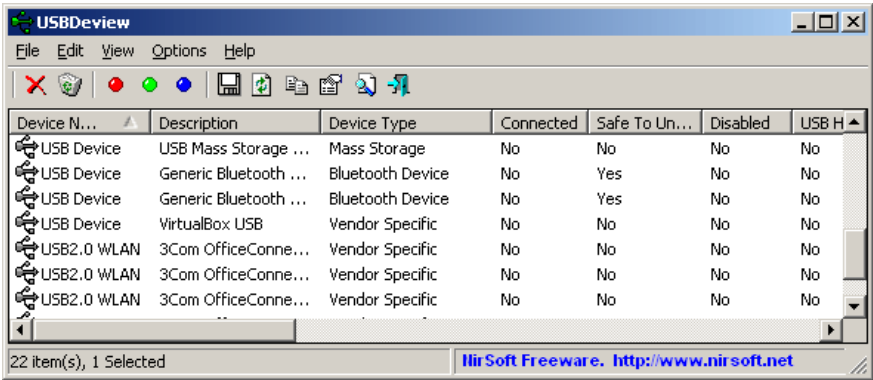 USBDeview
File Edit View Options Help
Device N... Description Device Type Connected Safe To Un... Disabled USB H
USB Device USB Mass Storage ... Mass Storage No No No No
USB Device Generic Bluetooth ... Bluetooth Device No Yes No No
USB Device Generic Bluetooth ... Bluetooth Device No Yes No No
USB Device VirtualBox USB Vendor Specific No No No No
USB2.0 WLAN 3Com OfficeConne... Vendor Specific No No No No
USB2.0 WLAN 3Com OfficeConne... Vendor Specific No No No No
USB2.0 WLAN 3Com OfficeConne... Vendor Specific No No No No
22 item(s), 1 Selected NirSoft Freeware. http://www.nirsoft.net